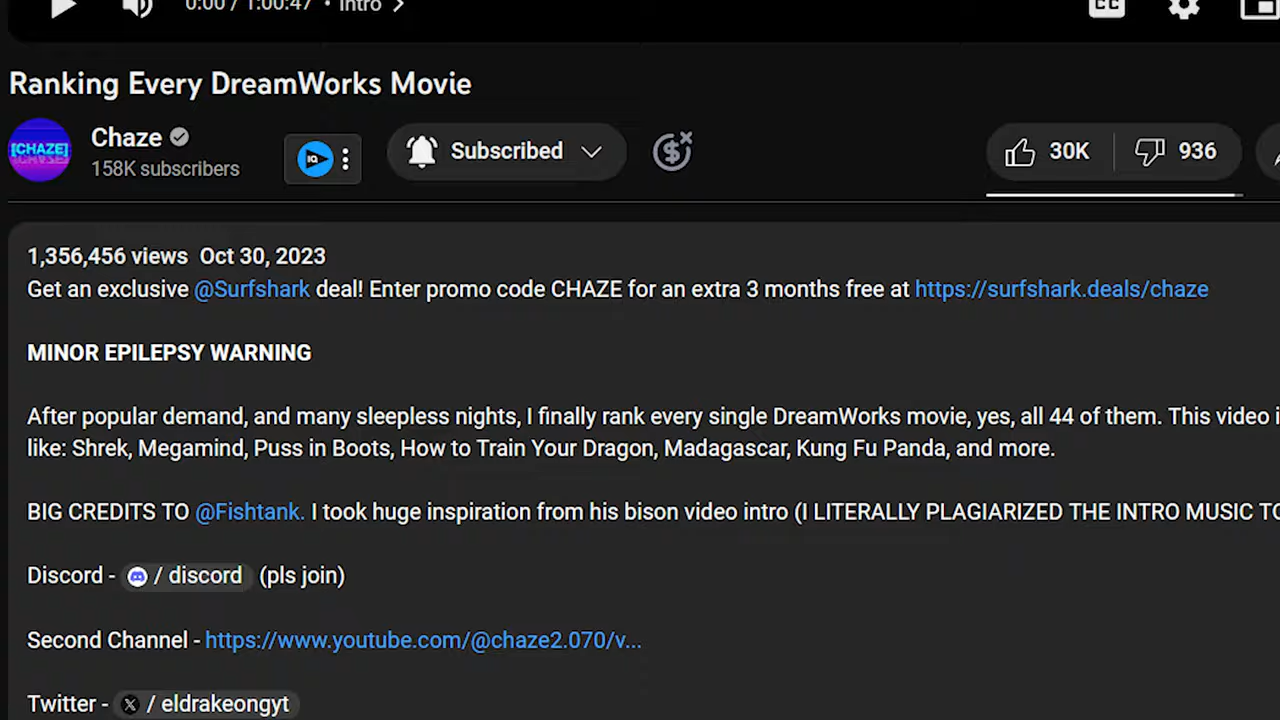 0:00 / 1:00:47 • Intro >
CC
Ranking Every DreamWorks Movie
[CHAZE]
Chaze
158K subscribers
IQ
Subscribed
$
30K
936
1,356,456 views Oct 30, 2023
Get an exclusive @Surfshark deal! Enter promo code CHAZE for an extra 3 months free at https://surfshark.deals/chaze
MINOR EPILEPSY WARNING
After popular demand, and many sleepless nights, I finally rank every single DreamWorks movie, yes, all 44 of them. This video i
like: Shrek, Megamind, Puss in Boots, How to Train Your Dragon, Madagascar, Kung Fu Panda, and more.
BIG CREDITS TO @Fishtank. I took huge inspiration from his bison video intro (I LITERALLY PLAGIARIZED THE INTRO MUSIC TO
Discord - / discord (pls join)
Second Channel - https://www.youtube.com/@chaze2.070/v...
Twitter - X / eldrakeongyt